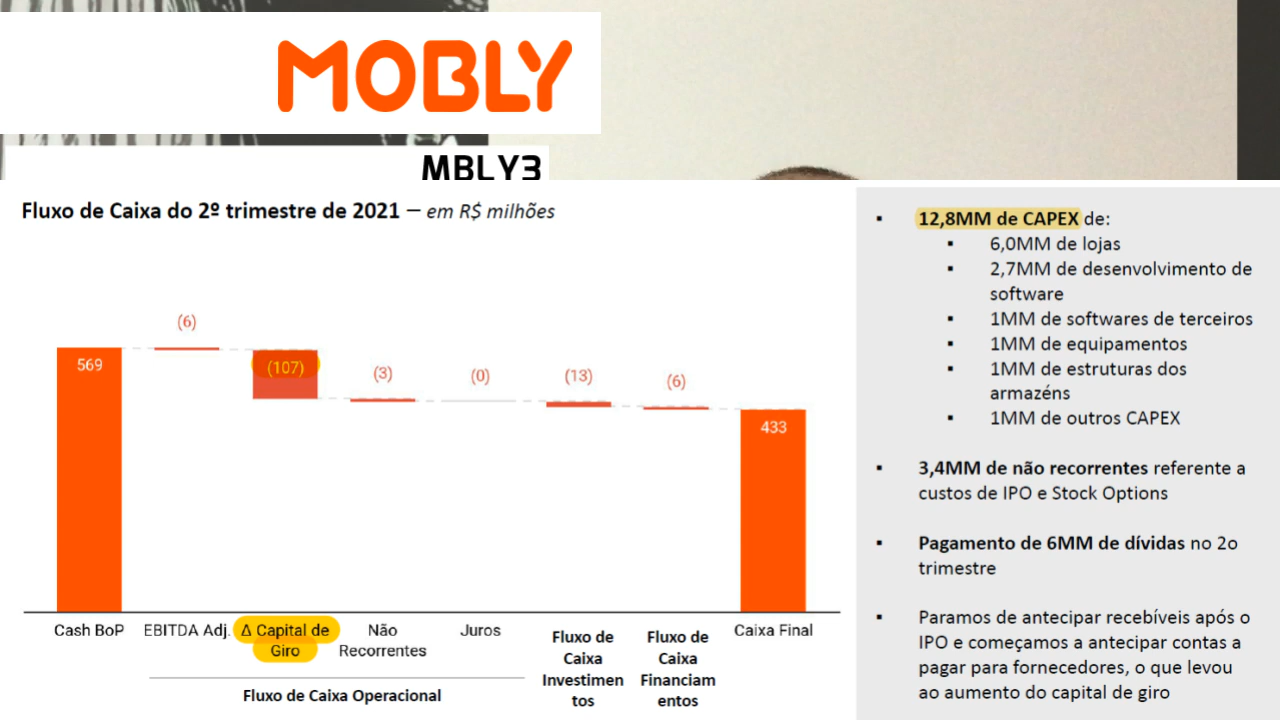 MOBLY
MBLY3
Fluxo de Caixa do 2º trimestre de 2021 — em R$ milhões
(6)
569
(107)
(3)
(0)
(13)
(6)
433
Cash BoP
EBITDA Adj.
Δ Capital de
Giro
Não
Recorrentes
Juros
Fluxo de
Caixa
Investimen
tos
Fluxo de
Caixa
Financiam
entos
Caixa Final
Fluxo de Caixa Operacional
▪ 12,8MM de CAPEX de:
▪ 6,0MM de lojas
▪ 2,7MM de desenvolvimento de
software
▪ 1MM de softwares de terceiros
▪ 1MM de equipamentos
▪ 1MM de estruturas dos
armazéns
▪ 1MM de outros CAPEX
▪ 3,4MM de não recorrentes referente a
custos de IPO e Stock Options
▪ Pagamento de 6MM de dívidas no 2o
trimestre
▪ Paramos de antecipar recebíveis após o
IPO e começamos a antecipar contas a
pagar para fornecedores, o que levou
ao aumento do capital de giro